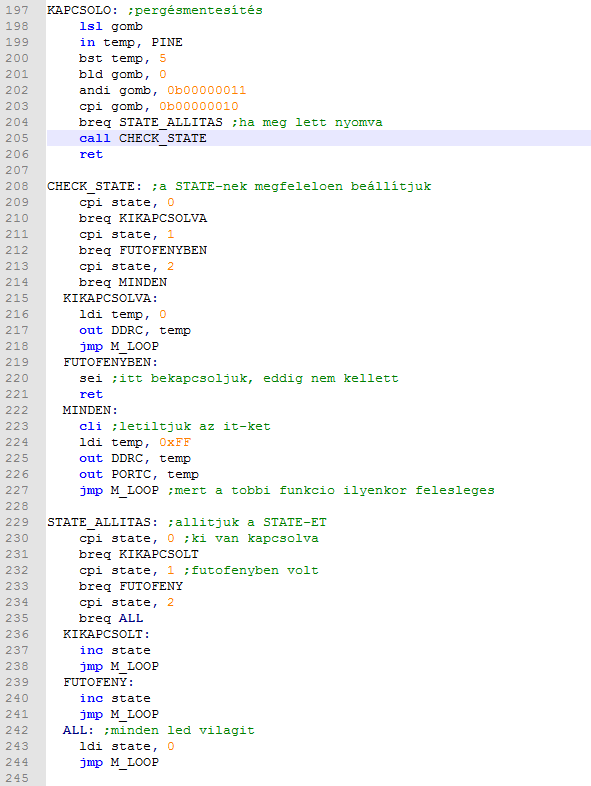 197 KAPCSOLO: ;pergésmentesítés
198     lsl gomb
199     in temp, PINE
200     bst temp, 5
201     bld gomb, 0
202     andi gomb, 0b00000011
203     cpi gomb, 0b00000010
204     breq STATE_ALLITAS ;ha meg lett nyomva
205     call CHECK_STATE
206     ret
207
208 CHECK_STATE: ;a STATE-nek megfeleloen beállítjuk
209     cpi state, 0
210     breq KIKAPCSOLVA
211     cpi state, 1
212     breq FUTOFENYBEN
213     cpi state, 2
214     breq MINDEN
215   KIKAPCSOLVA:
216     ldi temp, 0
217     out DDRC, temp
218     jmp M_LOOP
219   FUTOFENYBEN:
220     sei ;itt bekapcsoljuk, eddig nem kellett
221     ret
222   MINDEN:
223     cli ;letiltjuk az it-ket
224     ldi temp, 0xFF
225     out DDRC, temp
226     out PORTC, temp
227     jmp M_LOOP ;mert a tobbi funkcio ilyenkor felesleges
228
229 STATE_ALLITAS: ;allitjuk a STATE-ET
230     cpi state, 0 ;ki van kapcsolva
231     breq KIKAPCSOLT
232     cpi state, 1 ;futofenyben volt
233     breq FUTOFENY
234     cpi state, 2
235     breq ALL
236   KIKAPCSOLT:
237     inc state
238     jmp M_LOOP
239   FUTOFENY:
240     inc state
241     jmp M_LOOP
242   ALL: ;minden led vilagit
243     ldi state, 0
244     jmp M_LOOP
245